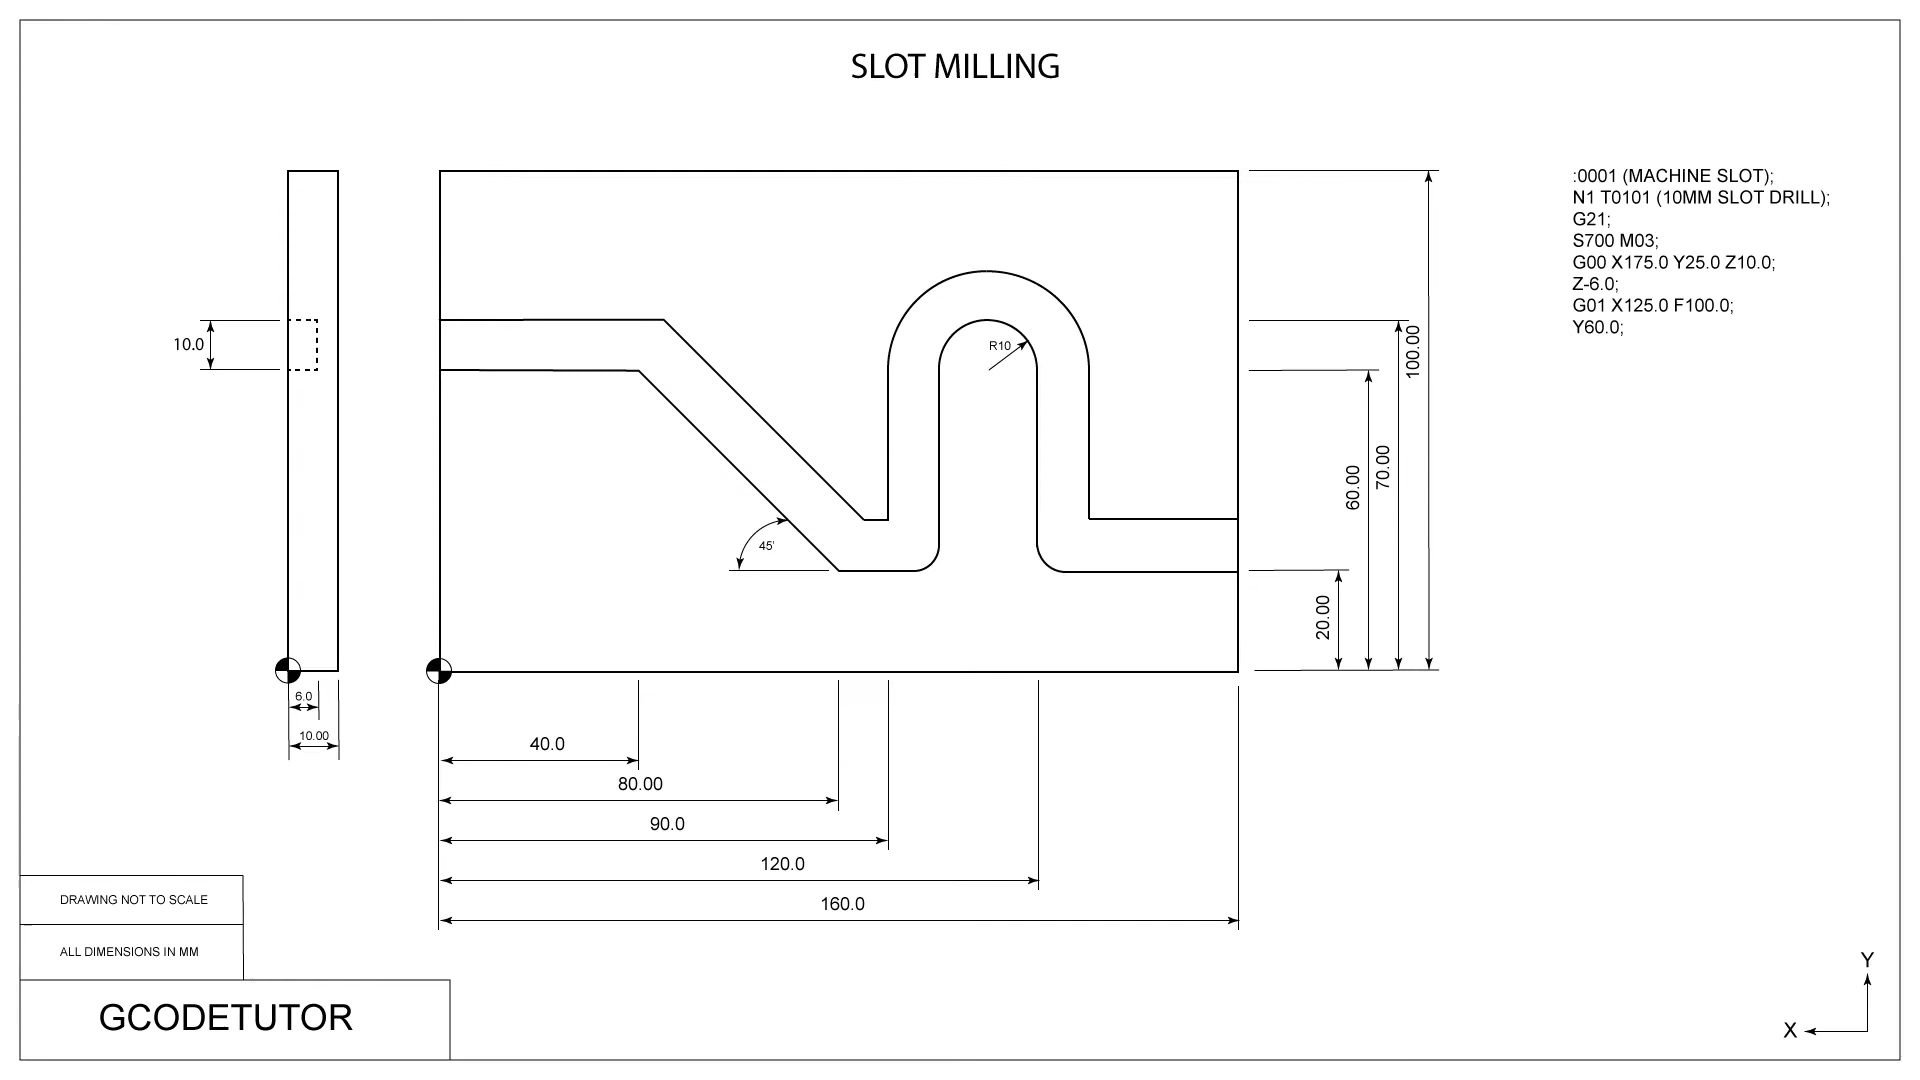 SLOT MILLING
:0001 (MACHINE SLOT);
N1 T0101 (10MM SLOT DRILL);
G21;
S700 M03;
G00 X175.0 Y25.0 Z10.0;
Z-6.0;
G01 X125.0 F100.0;
Y60.0;
10.0
R10
45'
100.00
70.00
60.00
20.00
6.0
10.00
40.0
80.00
90.0
120.0
160.0
DRAWING NOT TO SCALE
ALL DIMENSIONS IN MM
GCODETUTOR
Y
X